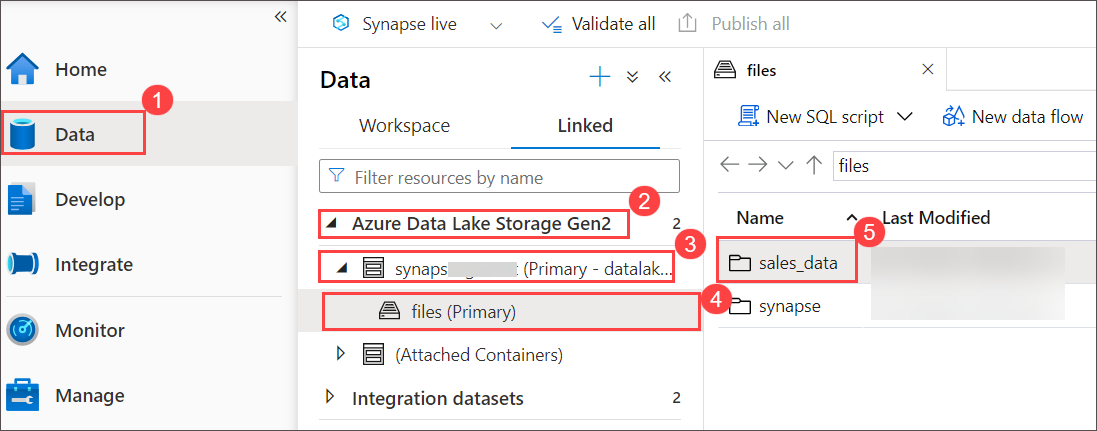 «
Home
1
Data
Develop
Integrate
Monitor
Manage
Synapse live
Validate all
Publish all
Data
Workspace
Linked
Filter resources by name
2
Azure Data Lake Storage Gen2 2
3
synaps (Primary - datalak...
files (Primary)
4
(Attached Containers)
Integration datasets 2
files
New SQL script
New data flow
files
Name
Last Modified
5
sales_data
synapse